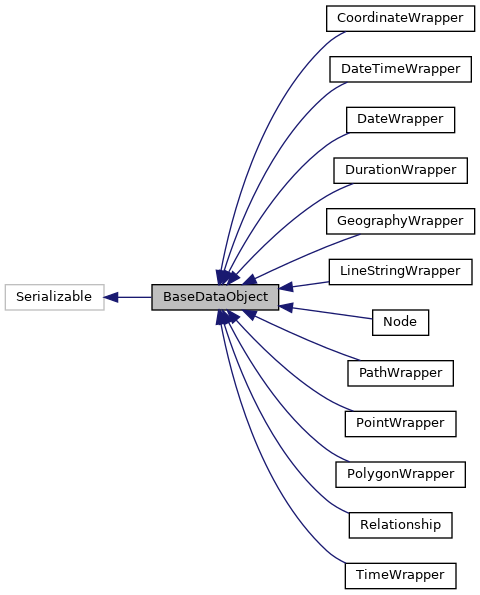 CoordinateWrapper
DateTimeWrapper
DateWrapper
DurationWrapper
GeographyWrapper
LineStringWrapper
Serializable
BaseDataObject
Node
PathWrapper
PointWrapper
PolygonWrapper
Relationship
TimeWrapper